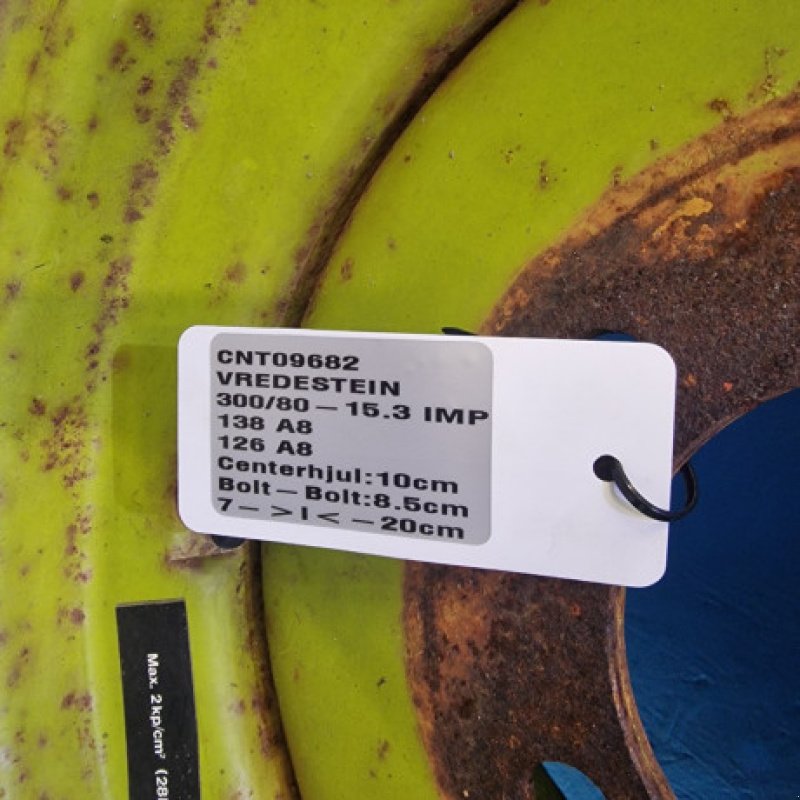 CNT09682
VREDESTEIN
300/80 – 15.3 IMP
138 A8
126 A8
Centerhjul:10cm
Bolt – Bolt:8.5cm
7 – > I < – 20cm
Max. 2 kp/cm² (28